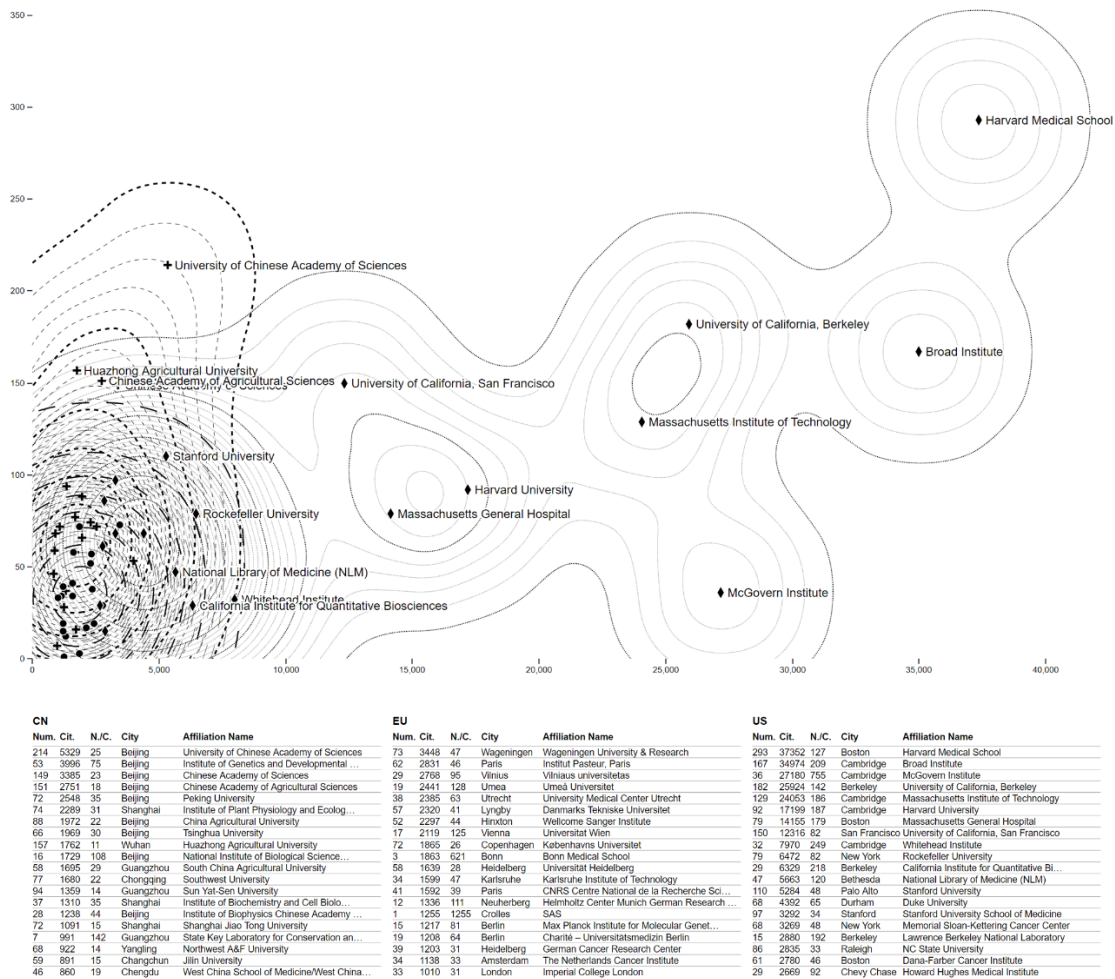 350
300
250
200
150
100
50
0
Harvard Medical School
University of Chinese Academy of Sciences
University of California, Berkeley
Broad Institute
Huazhong Agricultural University
Chinese Academy of Agricultural Sciences
Chinese Academy of Sciences
University of California, San Francisco
Massachusetts Institute of Technology
Stanford University
Harvard University
Rockefeller University
Massachusetts General Hospital
National Library of Medicine (NLM)
Whitehead Institute
McGovern Institute
California Institute for Quantitative Biosciences
0 5,000 10,000 15,000 20,000 25,000 30,000 35,000 40,000
CN
Num. Cit. N./C. City Affiliation Name
214 5329 25 Beijing University of Chinese Academy of Sciences
53 3996 75 Beijing Institute of Genetics and Developmental …
149 3385 23 Beijing Chinese Academy of Sciences
151 2751 18 Beijing Chinese Academy of Agricultural Sciences
72 2548 35 Beijing Peking University
74 2289 31 Shanghai Institute of Plant Physiology and Ecolog…
88 1972 22 Beijing China Agricultural University
66 1969 30 Beijing Tsinghua University
157 1762 11 Wuhan Huazhong Agricultural University
16 1729 108 Beijing National Institute of Biological Science…
58 1695 29 Guangzhou South China Agricultural University
77 1680 22 Chongqing Southwest University
94 1359 14 Guangzhou Sun Yat-Sen University
37 1310 35 Shanghai Institute of Biochemistry and Cell Biolo…
28 1238 44 Beijing Institute of Biophysics Chinese Academy …
72 1091 15 Shanghai Shanghai Jiao Tong University
7 991 142 Guangzhou State Key Laboratory for Conservation an…
68 922 14 Yangling Northwest A&F University
59 891 15 Changchun Jilin University
46 860 19 Chengdu West China School of Medicine/West China…
EU
Num. Cit. N./C. City Affiliation Name
73 3448 47 Wageningen Wageningen University & Research
62 2831 46 Paris Institut Pasteur, Paris
29 2768 95 Vilnius Vilniaus universitetas
19 2441 128 Umea Umeå Universitet
38 2385 63 Utrecht University Medical Center Utrecht
57 2320 41 Lyngby Danmarks Tekniske Universitet
52 2297 44 Hinxton Wellcome Sanger Institute
17 2119 125 Vienna Universitat Wien
72 1865 26 Copenhagen Københavns Universitet
3 1863 621 Bonn Bonn Medical School
58 1639 28 Heidelberg Universität Heidelberg
34 1599 47 Karlsruhe Karlsruhe Institute of Technology
41 1592 39 Paris CNRS Centre National de la Recherche Sci…
12 1336 111 Neuherberg Helmholtz Center Munich German Research …
1 1255 1255 Crolles SAS
15 1217 81 Berlin Max Planck Institute for Molecular Genet…
19 1208 64 Berlin Charité – Universitätsmedizin Berlin
39 1203 31 Heidelberg German Cancer Research Center
34 1138 33 Amsterdam The Netherlands Cancer Institute
33 1010 31 London Imperial College London
US
Num. Cit. N./C. City Affiliation Name
293 37352 127 Boston Harvard Medical School
167 34974 209 Cambridge Broad Institute
36 27180 755 Cambridge McGovern Institute
182 25924 142 Berkeley University of California, Berkeley
129 24053 186 Cambridge Massachusetts Institute of Technology
92 17199 187 Cambridge Harvard University
79 14155 179 Boston Massachusetts General Hospital
150 12316 82 San Francisco University of California, San Francisco
32 7970 249 Cambridge Whitehead Institute
79 6472 82 New York Rockefeller University
29 6329 218 Berkeley California Institute for Quantitative Bi…
47 5663 120 Bethesda National Library of Medicine (NLM)
110 5284 48 Palo Alto Stanford University
68 4392 65 Durham Duke University
97 3292 34 Stanford Stanford University School of Medicine
68 3269 48 New York Memorial Sloan-Kettering Cancer Center
15 2880 192 Berkeley Lawrence Berkeley National Laboratory
86 2835 33 Raleigh NC State University
61 2780 46 Boston Dana-Farber Cancer Institute
29 2669 92 Chevy Chase Howard Hughes Medical Institute